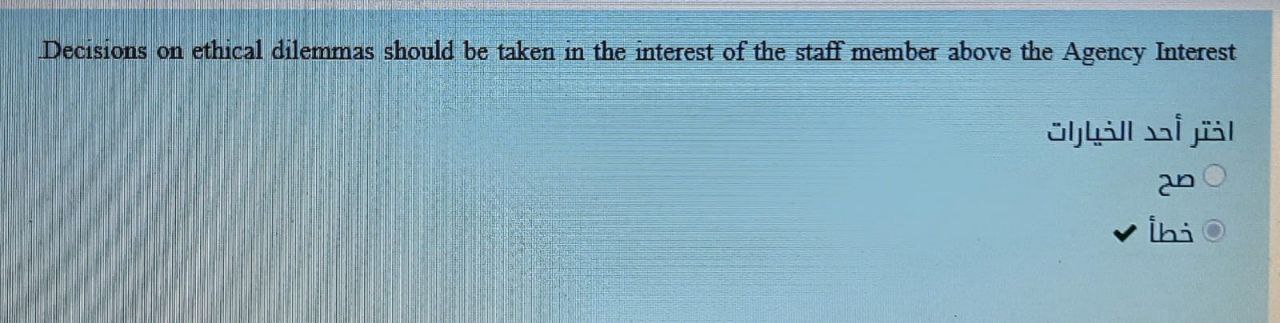 Decisions on ethical dilemmas should be taken in the interest of the staff member above the Agency Interest
اختر أحد الخيارات
صح
خطأ ✔